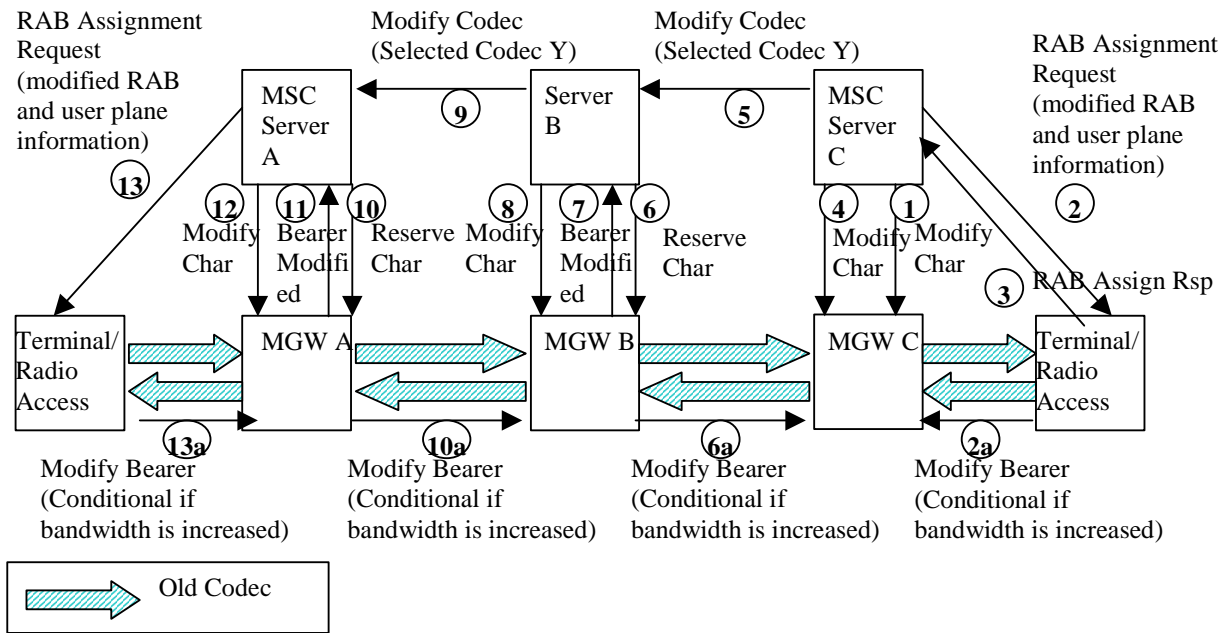 RAB Assignment
Request
(modified RAB
and user plane
information)
Modify Codec
(Selected Codec Y)
Modify Codec
(Selected Codec Y)
RAB Assignment
Request
(modified RAB
and user plane
information)
MSC
Server
A
9
Server
B
5
MSC
Server
C
13
12
11
10
8
7
6
4
1
2
Modify
Char
Bearer
Modifi
ed
Reserve
Char
Modify
Char
Bearer
Modifi
ed
Reserve
Char
Modify
Char
Modify
Char
3
RAB Assign Rsp
Terminal/
Radio
Access
MGW A
MGW B
MGW C
Terminal/
Radio
Access
13a
10a
6a
2a
Modify Bearer
(Conditional if
bandwidth is increased)
Modify Bearer
(Conditional if
bandwidth is increased)
Modify Bearer
(Conditional if
bandwidth is increased)
Modify Bearer
(Conditional if
bandwidth is increased)
Old Codec